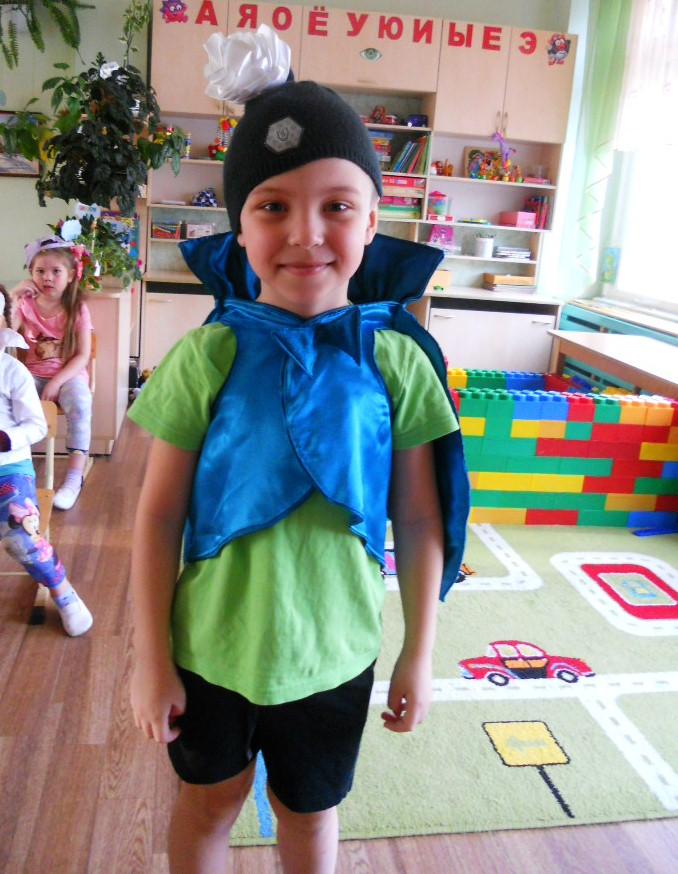 А Я О Ё У Ю И Ы Е Э